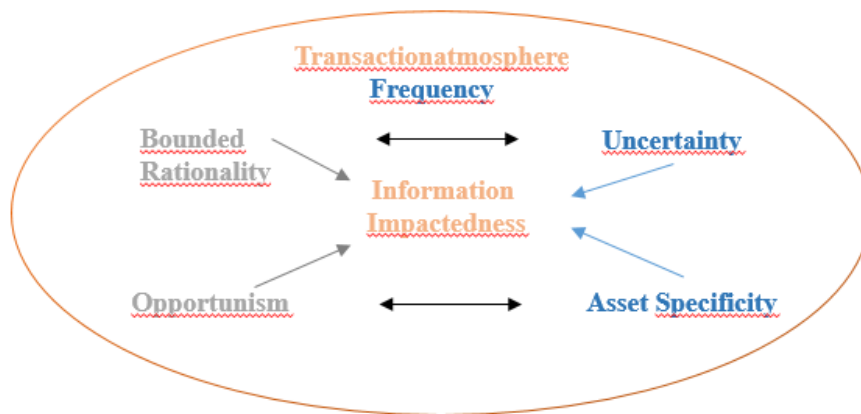 Transactionatmosphere
Frequency
Bounded
Rationality
Uncertainty
Information
Impactedness
Opportunism
Asset Specificity